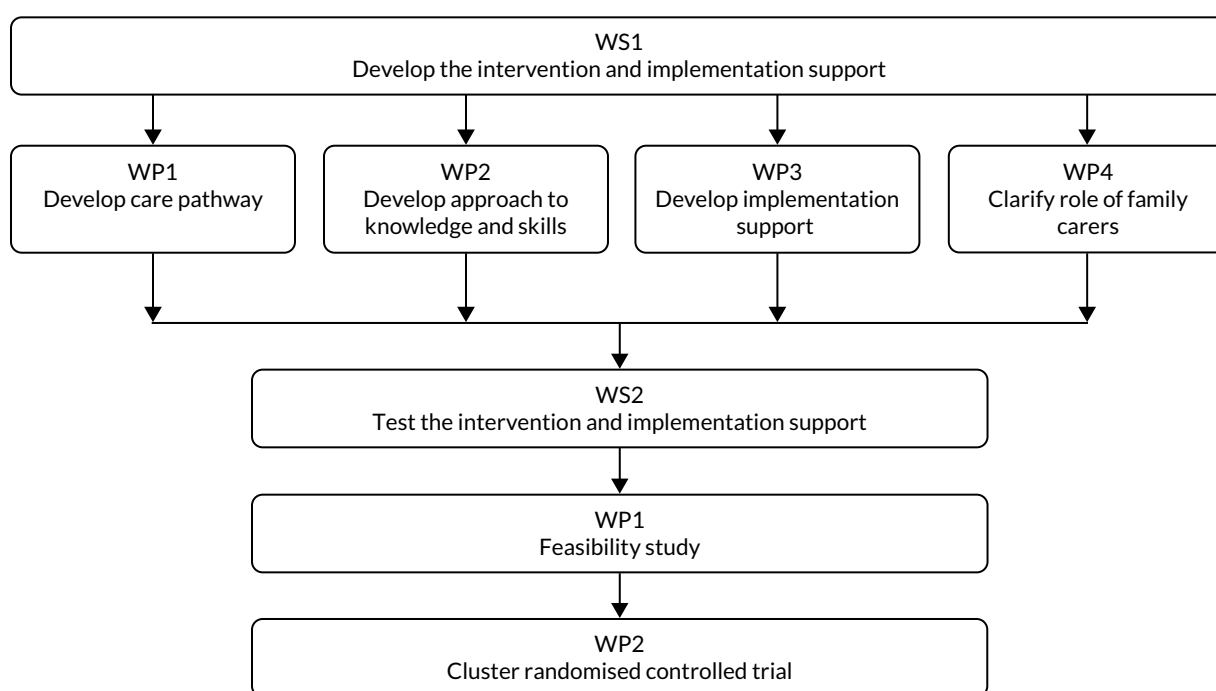 WS1
Develop the intervention and implementation support
WP1
Develop care pathway
WP2
Develop approach to
knowledge and skills
WP3
Develop implementation
support
WP4
Clarify role of family
carers
WS2
Test the intervention and implementation support
WP1
Feasibility study
WP2
Cluster randomised controlled trial